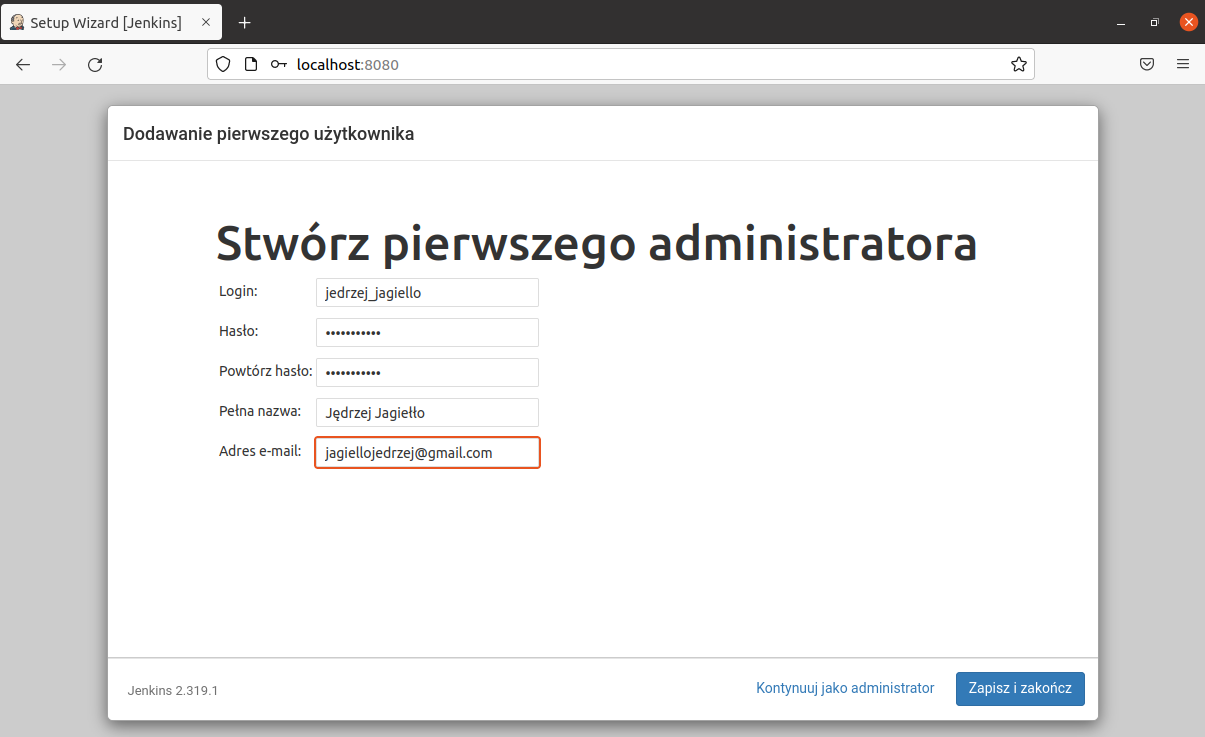 Setup Wizard [Jenkins]
localhost:8080
Dodawanie pierwszego użytkownika
Stwórz pierwszego administratora
Login: jedrzej_jagiello
Hasło: •••••••••••
Powtórz hasło: •••••••••••
Pełna nazwa: Jędrzej Jagiełło
Adres e-mail: jagiellojedrzej@gmail.com
Jenkins 2.319.1 Kontynuuj jako administrator Zapisz i zakończ